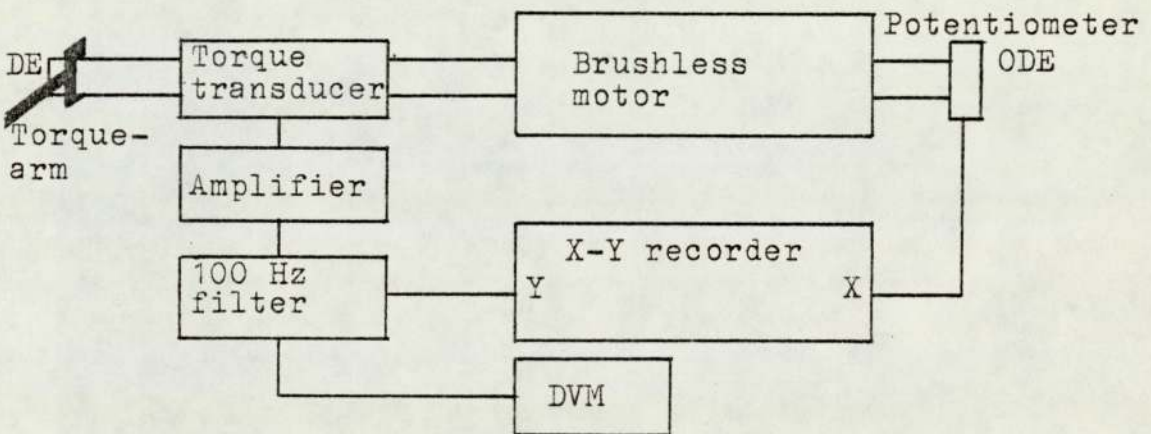 Potentiometer
ODE
DE
Torque
transducer
Brushless
motor
Torque-
arm
Amplifier
X-Y recorder
100 Hz
filter
Y
X
DVM